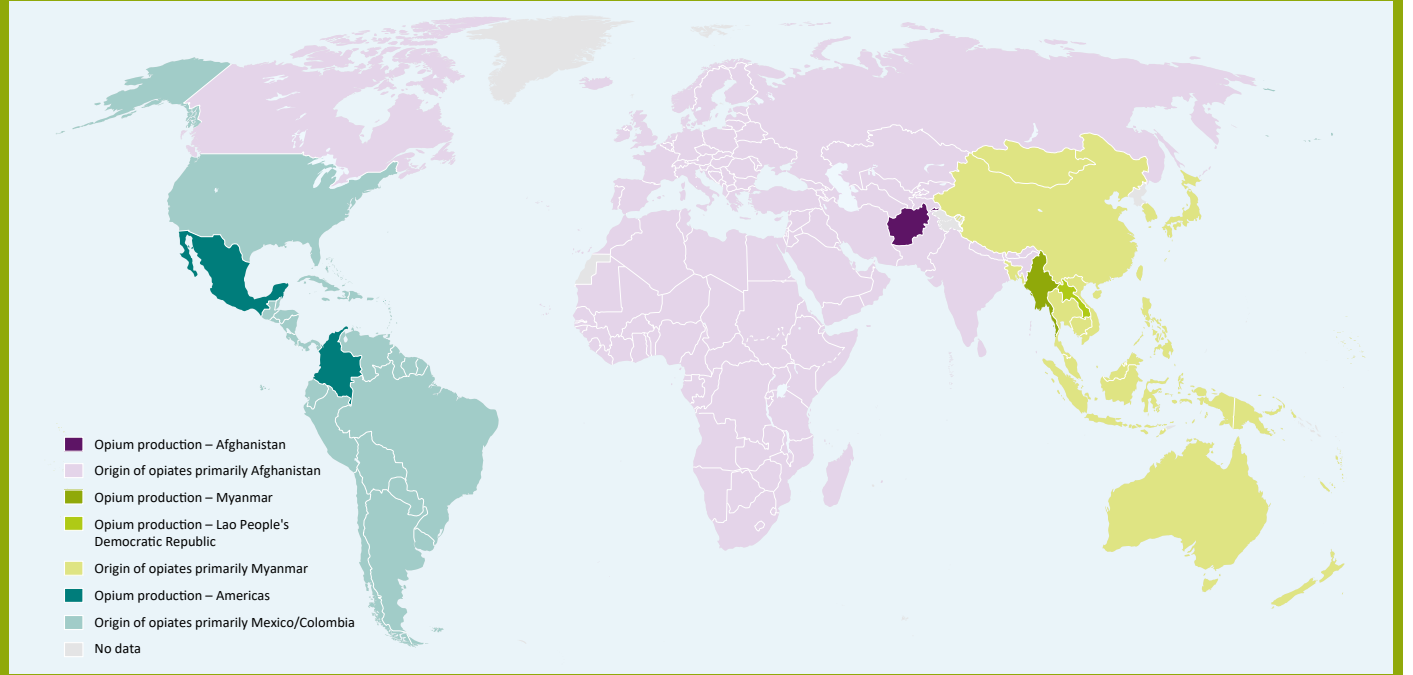 Opium production – Afghanistan
Origin of opiates primarily Afghanistan
Opium production – Myanmar
Opium production – Lao People's
Democratic Republic
Origin of opiates primarily Myanmar
Opium production – Americas
Origin of opiates primarily Mexico/Colombia
No data